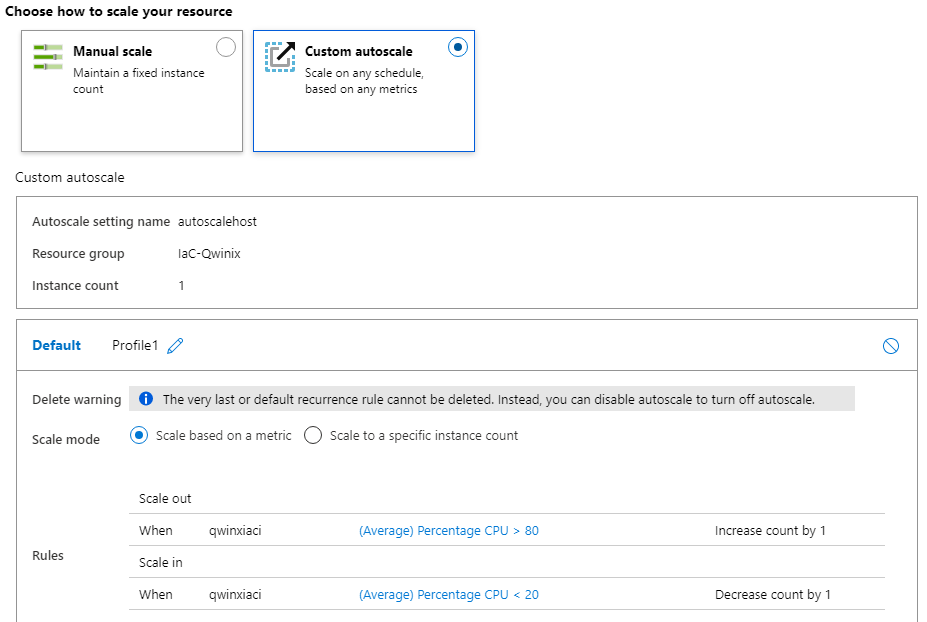 Choose how to scale your resource
Manual scale
Maintain a fixed instance
count
Custom autoscale
Scale on any schedule,
based on any metrics
Custom autoscale
Autoscale setting name autoscalehost
Resource group IaC-Qwinix
Instance count 1
Default Profile1
Delete warning The very last or default recurrence rule cannot be deleted. Instead, you can disable autoscale to turn off autoscale.
Scale mode Scale based on a metric Scale to a specific instance count
Rules
Scale out
When qwinxiaci (Average) Percentage CPU > 80 Increase count by 1
Scale in
When qwinxiaci (Average) Percentage CPU < 20 Decrease count by 1